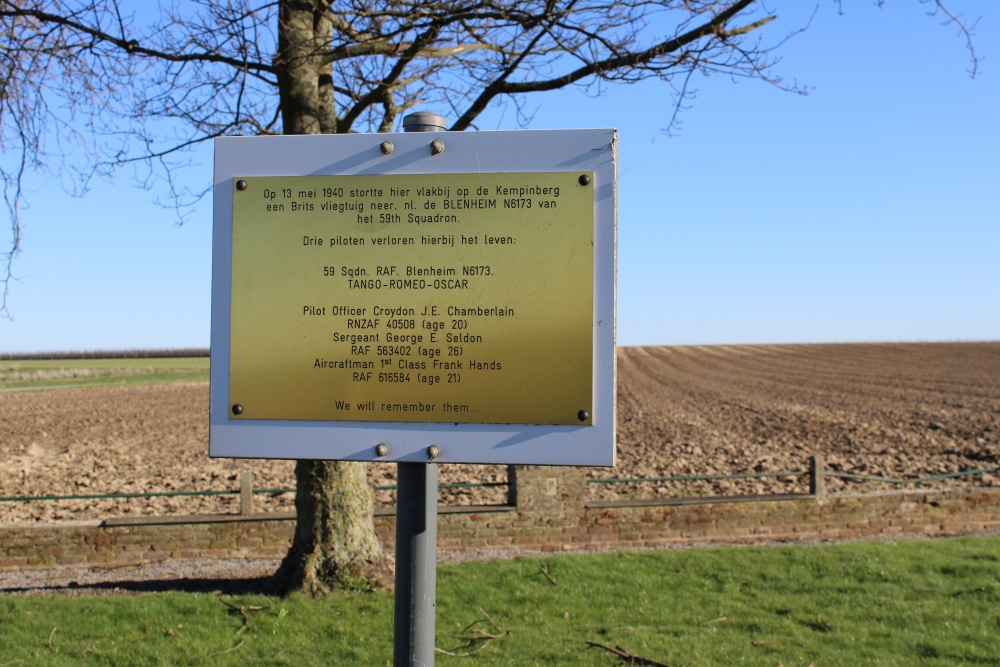 Op 13 mei 1940 stortte hier vlakbij op de Kempinberg
een Brits vliegtuig neer, nl. de BLENHEIM N6173 van
het 59th Squadron.
Drie piloten verloren hierbij het leven:
59 Sqdn. RAF. Blenheim N6173.
TANGO-ROMEO-OSCAR
Pilot Officer Croydon J.E. Chamberlain
RNZAF 40508 (age 20)
Sergeant George E. Seldon
RAF 563402 (age 26)
Aircraftman 1st Class Frank Hands
RAF 616584 (age 21)
We will remember them...